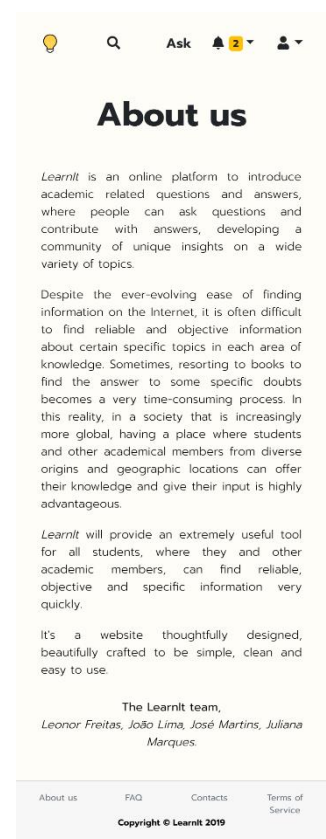 Ask 2
About us
LearnIt is an online platform to introduce
academic related questions and answers,
where people can ask questions and
contribute with answers, developing a
community of unique insights on a wide
variety of topics.
Despite the ever-evolving ease of finding
information on the Internet, it is often difficult
to find reliable and objective information
about certain specific topics in each area of
knowledge. Sometimes, resorting to books to
find the answer to some specific doubts
becomes a very time-consuming process. In
this reality, in a society that is increasingly
more global, having a place where students
and other academical members from diverse
origins and geographic locations can offer
their knowledge and give their input is highly
advantageous.
LearnIt will provide an extremely useful tool
for all students, where they and other
academic members, can find reliable,
objective and specific information very
quickly.
It's a website thoughtfully designed,
beautifully crafted to be simple, clean and
easy to use.
The LearnIt team,
Leonor Freitas, João Lima, José Martins, Juliana
Marques.
About us FAQ Contacts Terms of
Service
Copyright © LearnIt 2019